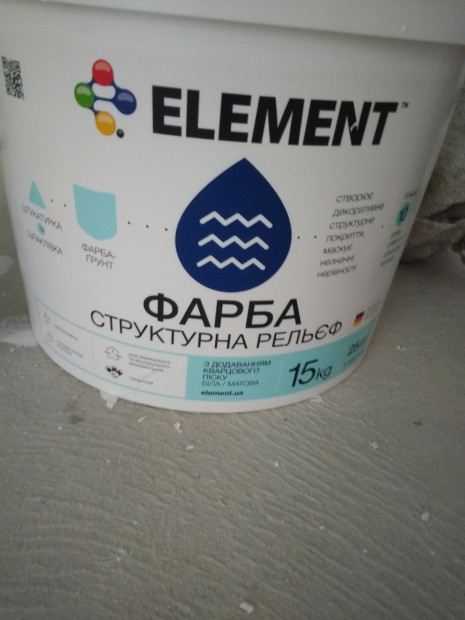 ELEMENT™
ШТУКАТУРКА
ШПАКЛІВКА
ФАРБА-
ГРУНТ
створює
декоративне
структурне
покриття,
маскує
незначні
нерівності
ФАРБА
СТРУКТУРНА РЕЛЬЄФ
З ДОДАВАННЯМ
КВАРЦОВОГО
ПІСКУ
БІЛА / МАТОВА
element.ua
15kg